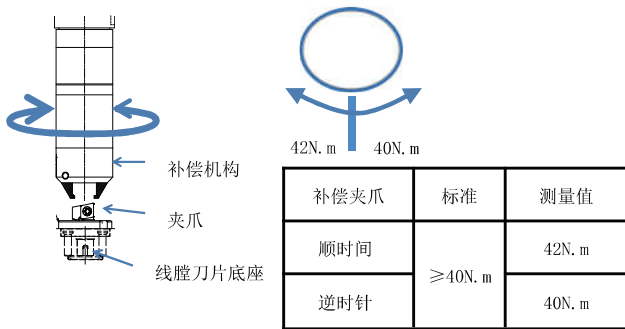 补偿机构
夹爪
线膛刀片底座
42N.m 40N.m
补偿夹爪 标准 测量值
顺时间 ≥40N.m 42N.m
逆时针 40N.m